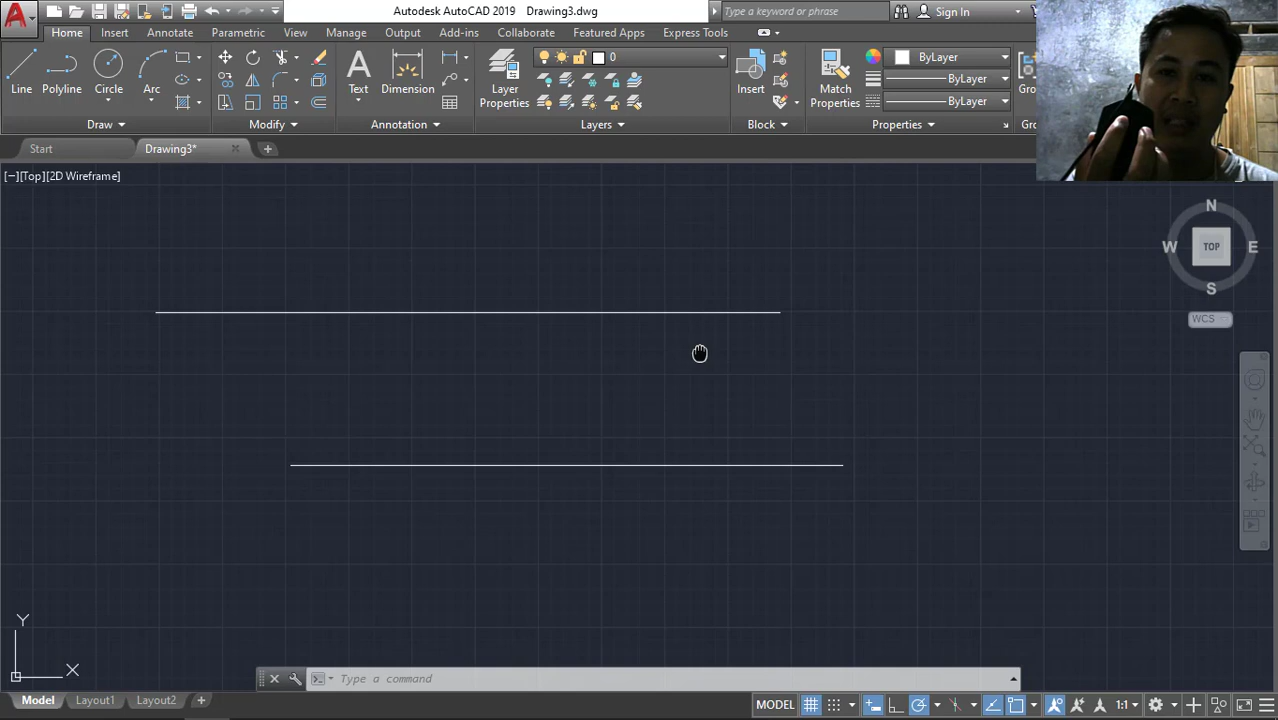 Autodesk AutoCAD 2019 Drawing3.dwg
Type a keyword or phrase
Sign In
Home Insert Annotate Parametric View Manage Output Add-ins Collaborate Featured Apps Express Tools
0
ByLayer
Line Polyline Circle Arc
Text Dimension
Layer Properties
Insert
Match Properties
ByLayer
ByLayer
Draw Modify Annotation Layers Block Properties
Start
Drawing3*
[−][Top][2D Wireframe]
N
W TOP E
S
WCS
Y
X
Type a command
Model Layout1 Layout2
MODEL
1:1